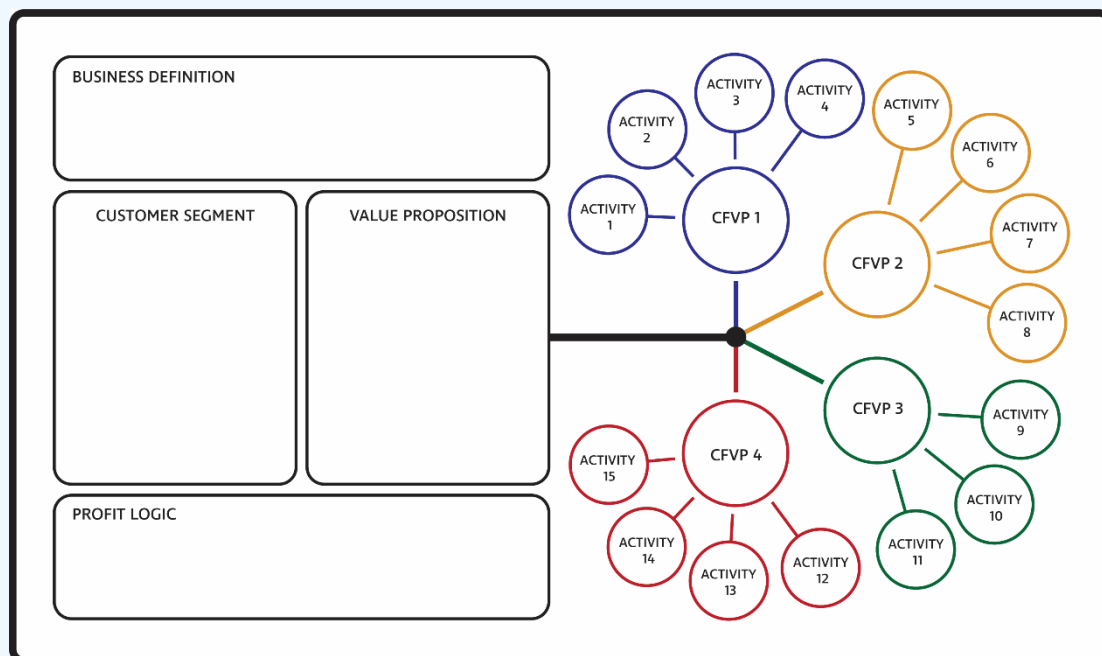 BUSINESS DEFINITION
CUSTOMER SEGMENT
VALUE PROPOSITION
PROFIT LOGIC
CFVP 1
ACTIVITY
1
ACTIVITY
2
ACTIVITY
3
ACTIVITY
4
CFVP 2
ACTIVITY
5
ACTIVITY
6
ACTIVITY
7
ACTIVITY
8
CFVP 3
ACTIVITY
9
ACTIVITY
10
ACTIVITY
11
CFVP 4
ACTIVITY
12
ACTIVITY
13
ACTIVITY
14
ACTIVITY
15